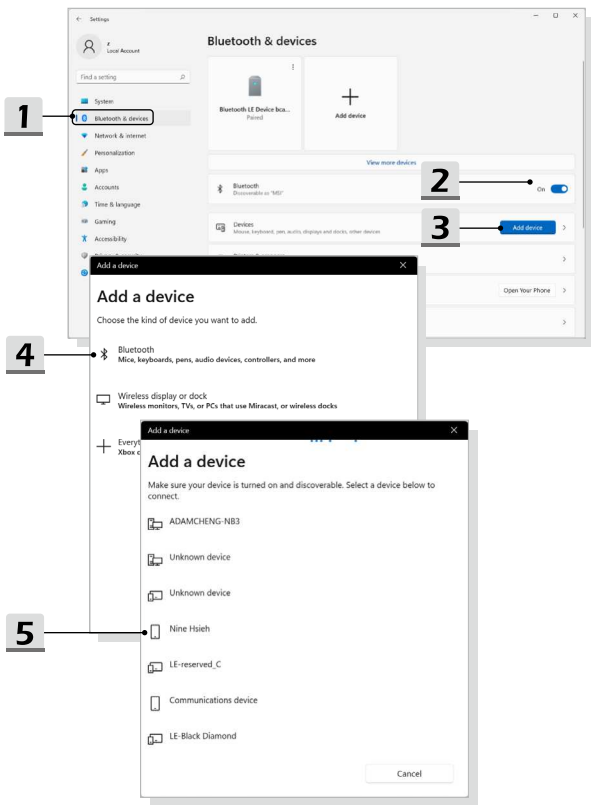 Settings
Local Account
Find a setting
System
Bluetooth & devices
Network & internet
Personalization
Apps
Accounts
Time & language
Gaming
Accessibility
Bluetooth & devices
Bluetooth LE Device bca...
Paired
Add device
View more devices
Bluetooth
Discoverable as "MSI"
On
Devices
Mouse, keyboard, pen, audio, displays and docks, other devices
Add device
Open Your Phone
1
2
3
Add a device
Add a device
Choose the kind of device you want to add.
4
Bluetooth
Mice, keyboards, pens, audio devices, controllers, and more
Wireless display or dock
Wireless monitors, TVs, or PCs that use Miracast, or wireless docks
Everyt
Xbox c
Add a device
Add a device
Make sure your device is turned on and discoverable. Select a device below to
connect.
ADAMCHENG-NB3
Unknown device
Unknown device
5
Nine Hsieh
LE-reserved_C
Communications device
LE-Black Diamond
Cancel